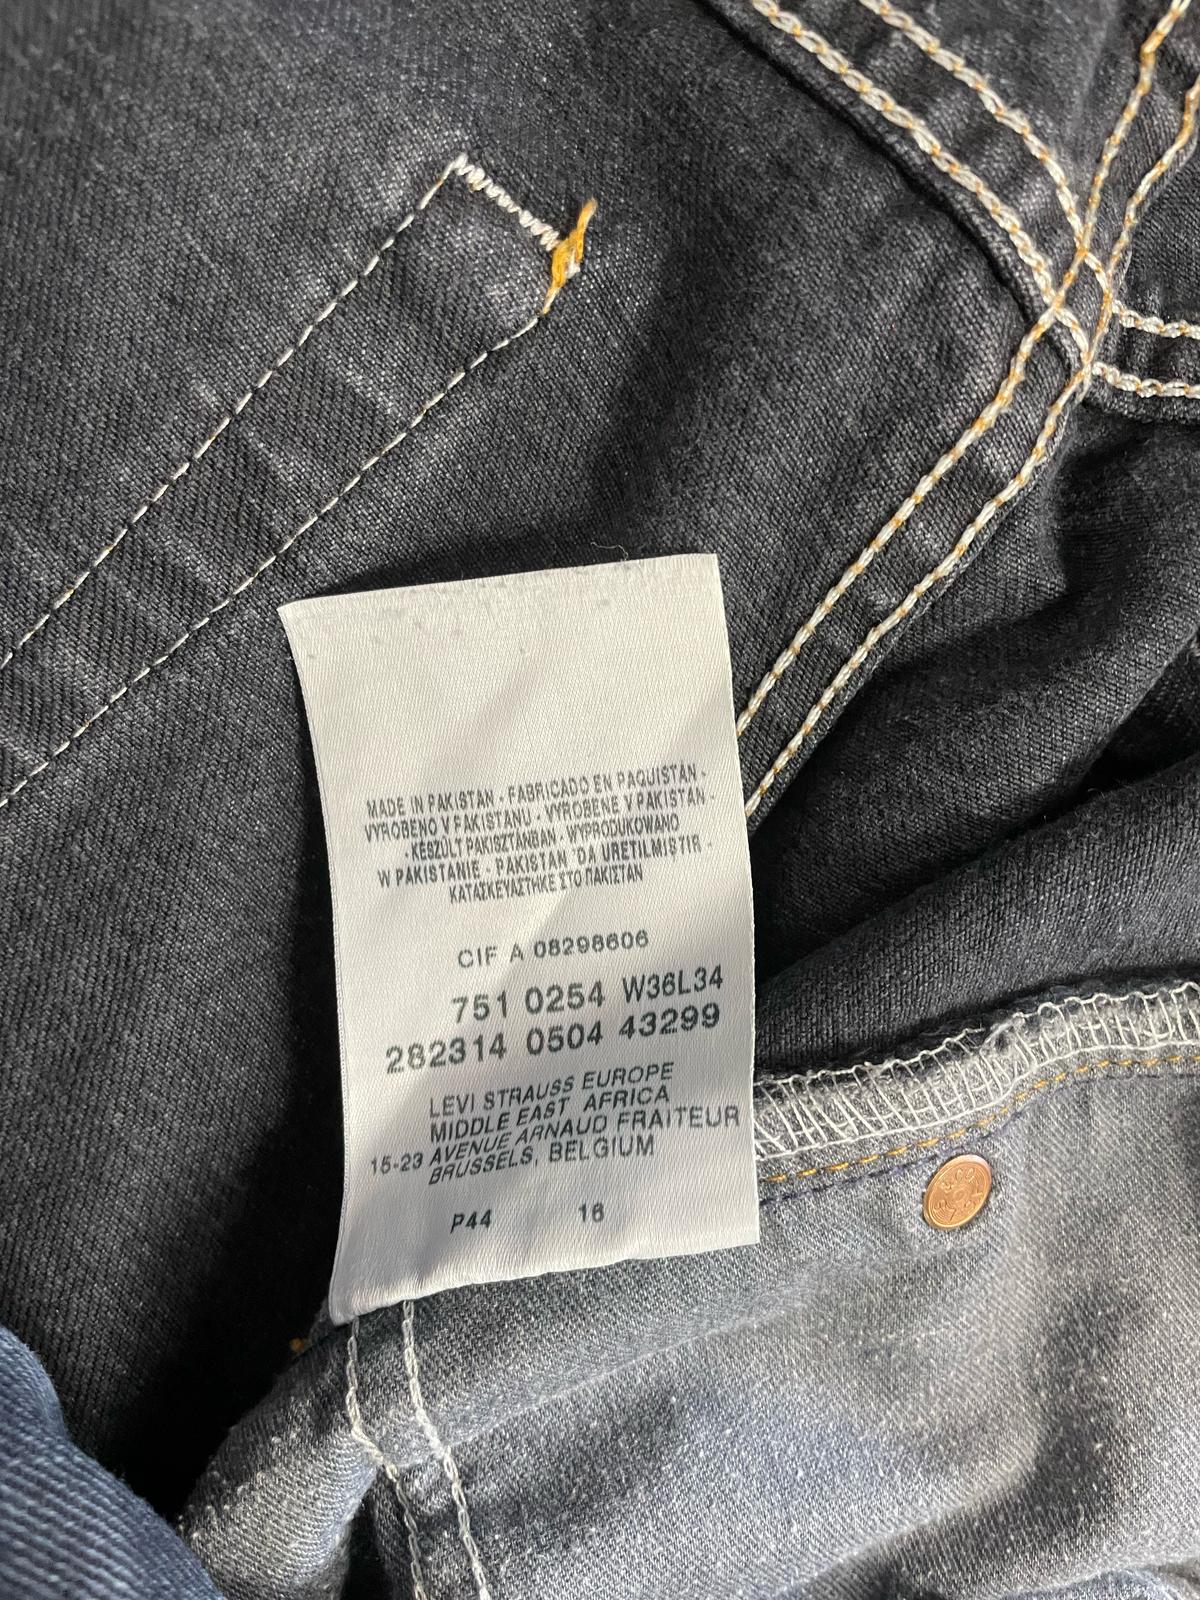 MADE IN PAKISTAN - FABRICADO EN PAQUISTAN -
VYROBENO V PAKISTANU - VYROBENE V PAKISTAN -
- KESZÜLT PAKISZTÁNBAN - WYPRODUKOWANO
W PAKISTANIE - PAKISTAN 'DA URETILMISTIR -
ΚΑΤΑΣΚΕΥΑΣΤΗΚΕ ΣΤΟ ΠΑΚΙΣΤΑΝ
CIF A 08298606
751 0254 W36L34
282314 0504 43299
LEVI STRAUSS EUROPE
MIDDLE EAST AFRICA
15-23 AVENUE ARNAUD FRAITEUR
BRUSSELS, BELGIUM
P44 16